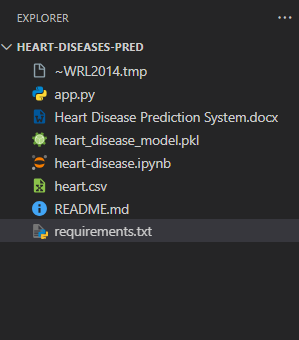 EXPLORER
HEART-DISEASES-PRED
~WRL2014.tmp
app.py
Heart Disease Prediction System.docx
heart_disease_model.pkl
heart-disease.ipynb
heart.csv
README.md
requirements.txt